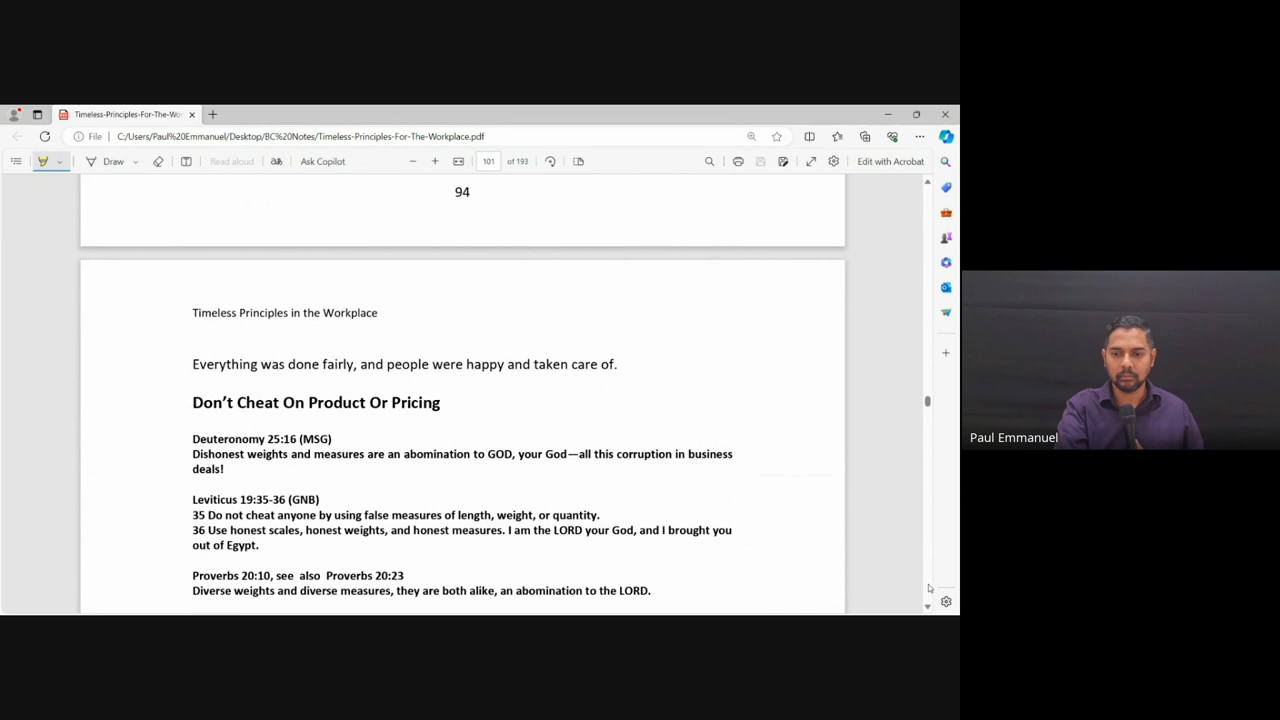 Timeless-Principles-For-The-Wo
File
C:/Users/Paul%20Emmanuel/Desktop/BC%20Notes/Timeless-Principles-For-The-Workplace.pdf
Draw
Read aloud
Ask Copilot
101 of 193
Edit with Acrobat
94
Timeless Principles in the Workplace
Everything was done fairly, and people were happy and taken care of.
Don’t Cheat On Product Or Pricing
Deuteronomy 25:16 (MSG)
Dishonest weights and measures are an abomination to GOD, your God—all this corruption in business
deals!
Leviticus 19:35-36 (GNB)
35 Do not cheat anyone by using false measures of length, weight, or quantity.
36 Use honest scales, honest weights, and honest measures. I am the LORD your God, and I brought you
out of Egypt.
Proverbs 20:10, see also Proverbs 20:23
Diverse weights and diverse measures, they are both alike, an abomination to the LORD.
Paul Emmanuel